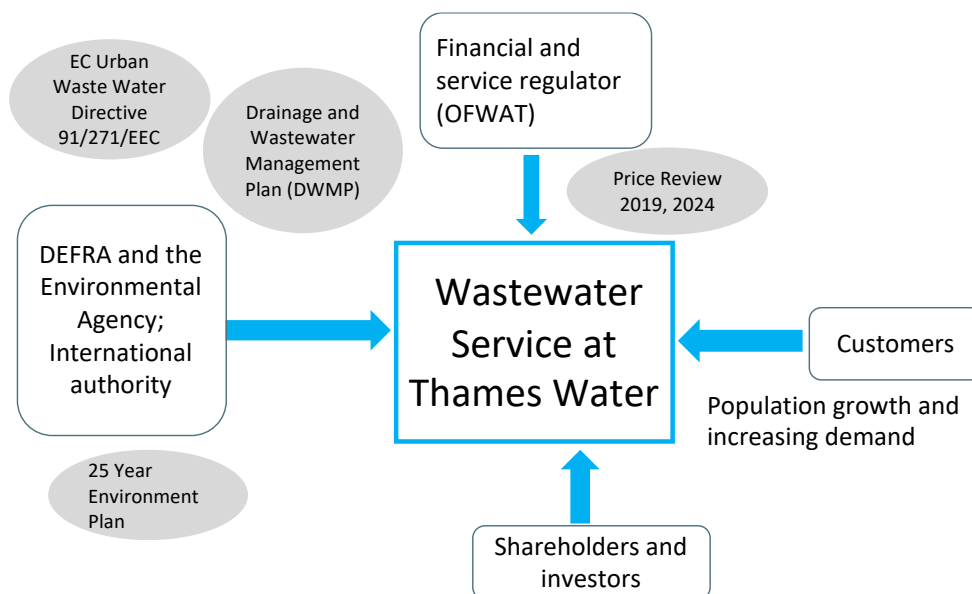 EC Urban
Waste Water
Directive
91/271/EEC
Drainage and
Wastewater
Management
Plan (DWMP)
Financial and
service regulator
(OFWAT)
Price Review
2019, 2024
DEFRA and the
Environmental
Agency;
International
authority
Wastewater
Service at
Thames Water
Customers
Population growth and
increasing demand
25 Year
Environment
Plan
Shareholders and
investors